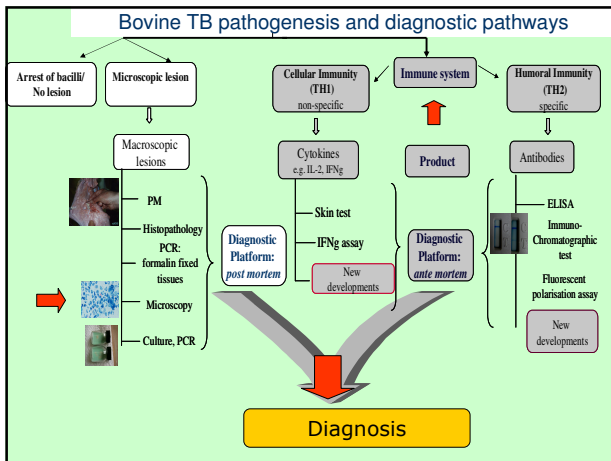 Bovine TB pathogenesis and diagnostic pathways
Arrest of bacilli/
No lesion
Microscopic lesion
Cellular Immunity
(TH1)
non-specific
Immune system
Humoral Immunity
(TH2)
specific
Macroscopic
lesions
Cytokines
e.g. IL-2, IFNg
Product
Antibodies
PM
Histopathology
PCR:
formalin fixed
tissues
Microscopy
Culture, PCR
Diagnostic
Platform:
post mortem
Skin test
IFNg assay
New
developments
Diagnostic
Platform:
ante mortem
ELISA
Immuno-
Chromatographic
test
Fluorescent
polarisation assay
New
developments
Diagnosis